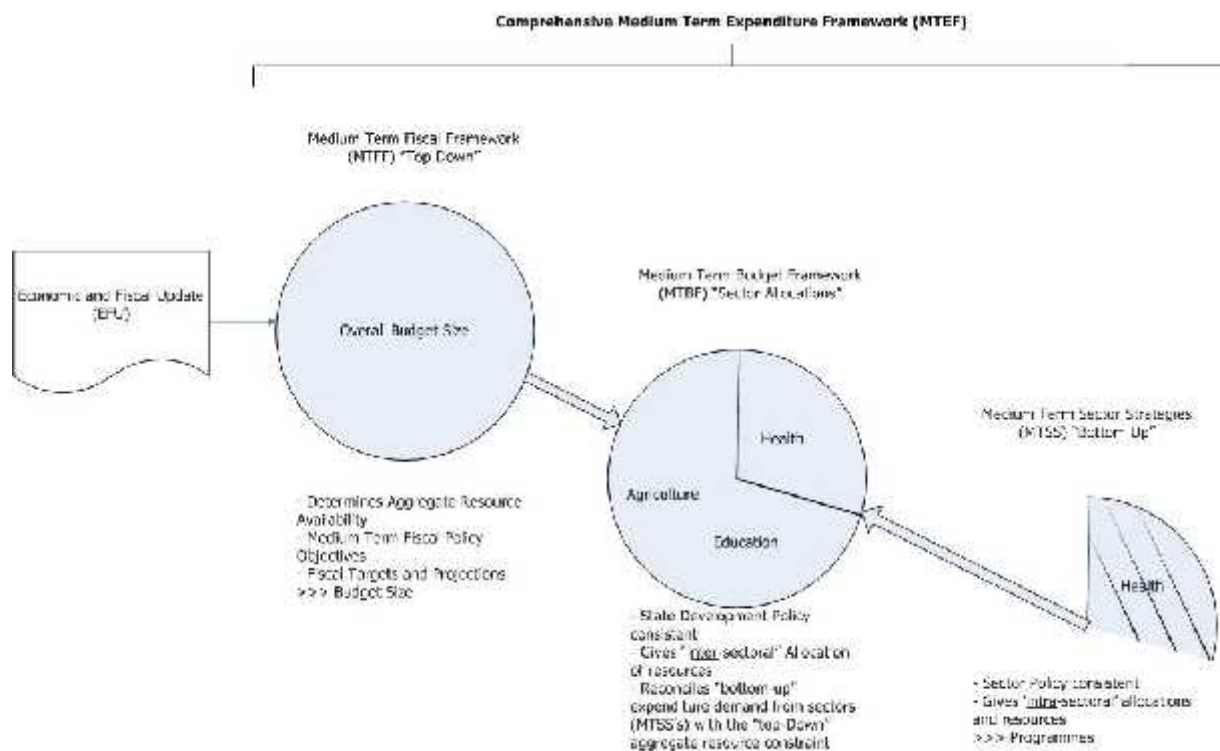 Comprehensive Medium Term Expenditure Framework (MTEF)
Medium Term Fiscal Framework
(MTFF) "Top Down"
Economic and Fiscal Update
(EFU)
Overall Budget Size
Medium Term Budget Framework
(MTBF) "Sector Allocations"
Medium Term Sector Strategies
(MTSS) "Bottom Up"
Health
Agriculture
Education
Health
- Determines Aggregate Resource
Availability
- Medium Term Fiscal Policy
Objectives
- Fiscal Targets and Projections
>>> Budget Size
- State Development Policy
consistent
- Gives "inter-sectoral" Allocation
of resources
- Reconciles "bottom-up"
expenditure demand from sectors
(MTSS's) with the "top-Down"
aggregate resource constraint
- Sector Policy consistent
- Gives "intra-sectoral" allocations
and resources
>>> Programmes